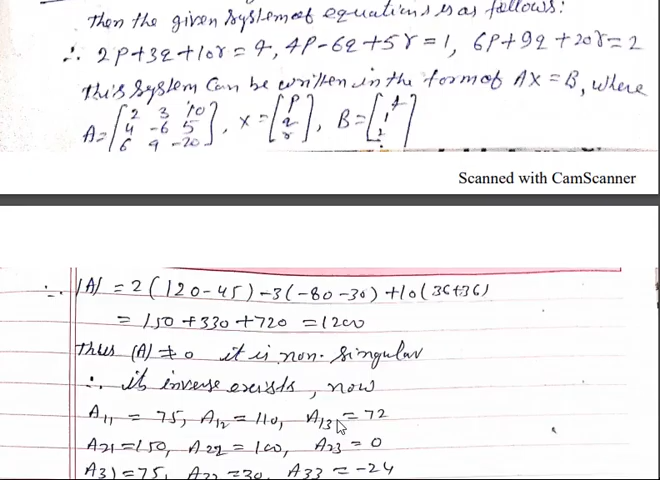 then the given system of equations is as follows:
∴ 2p+3q+10r=4, 4p-6q+5r=1, 6p+9q+20r=2
this system can be written in the form of AX=B, where
A=[2 3 10
4 -6 5
6 9 -20], X=[p
q
r], B=[4
1
2]
Scanned with CamScanner
∴ |A| = 2(120-45)-3(-80-30)+10(36+36)
= 150+330+720 =1200
thus |A| ≠ 0 it is non-singular
∴ it inverse exists, now
A11 = 75, A12 = 110, A13 = 72
A21 = 150, A22 = 100, A23 = 0
A31 = 75, A32 = 30, A33 = -24